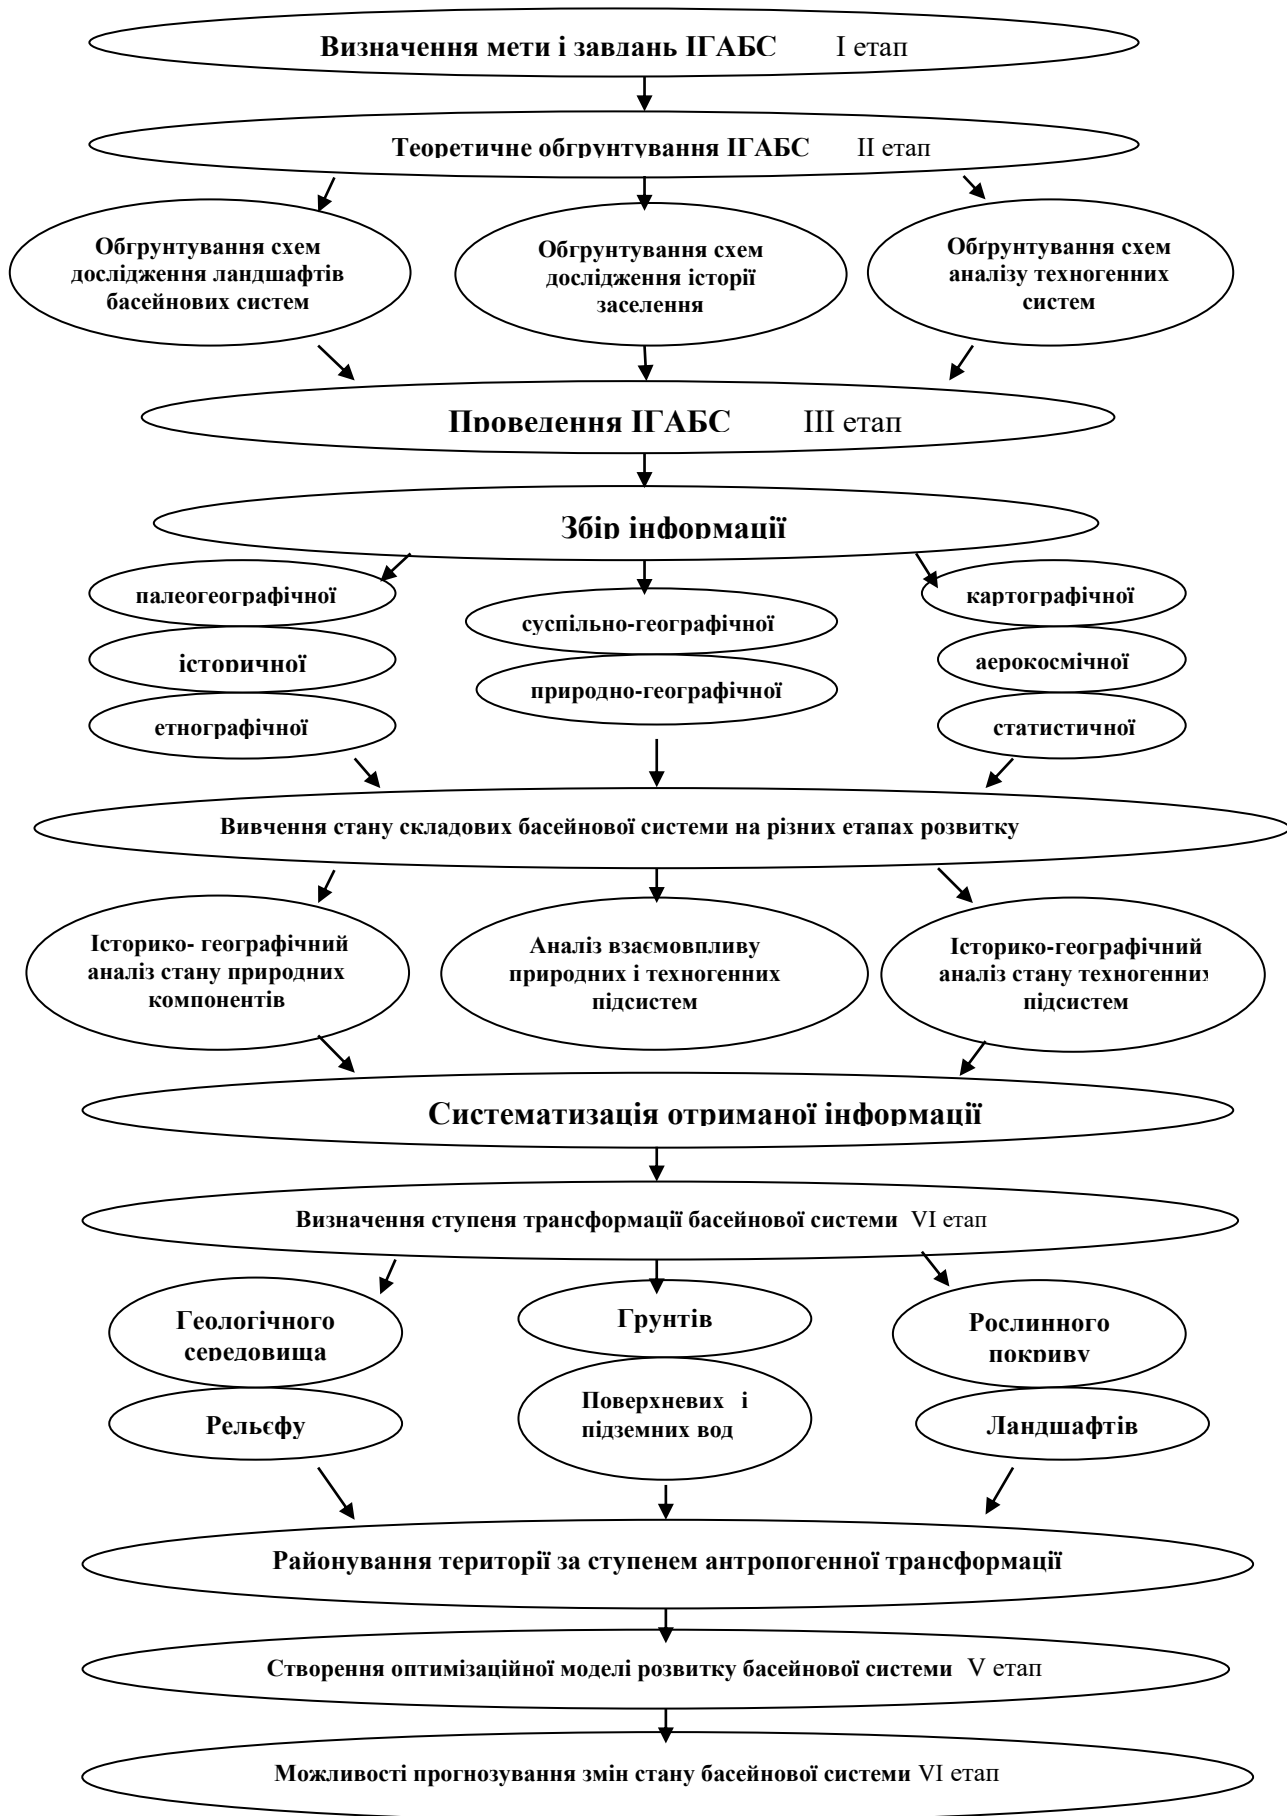 Визначення мети і завдань ІГАБС I етап
Теоретичне обгрунтування ІГАБС II етап
Обгрунтування схем
дослідження ландшафтів
басейнових систем
Обгрунтування схем
дослідження історії
заселення
Обґрунтування схем
аналізу техногенних
систем
Проведення ІГАБС III етап
Збір інформації
палеогеографічної
історичної
етнографічної
суспільно-географічної
природно-географічної
картографічної
аерокосмічної
статистичної
Вивчення стану складових басейнової системи на різних етапах розвитку
Історико- географічний
аналіз стану природних
компонентів
Аналіз взаємовпливу
природних і техногенних
підсистем
Історико-географічний
аналіз стану техногенних
підсистем
Систематизація отриманої інформації
Визначення ступеня трансформації басейнової системи VI етап
Геологічного
середовища
Рельєфу
Грунтів
Поверхневих і
підземних вод
Рослинного
покриву
Ландшафтів
Районування території за ступенем антропогенної трансформації
Створення оптимізаційної моделі розвитку басейнової системи V етап
Можливості прогнозування змін стану басейнової системи VI етап